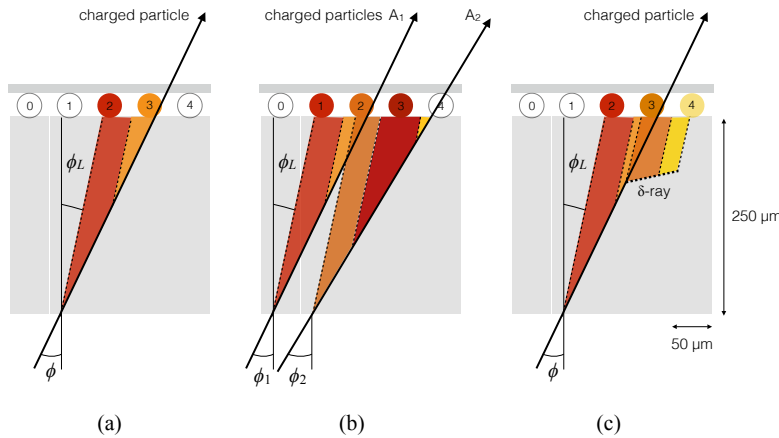 charged particle
charged particles A₁
A₂
charged particle
0 1 2 3 4
0 1 2 3 4
0 1 2 3 4
ϕL
ϕL
ϕL
δ-ray
250 µm
50 µm
ϕ
ϕ₁
ϕ₂
ϕ
(a)
(b)
(c)